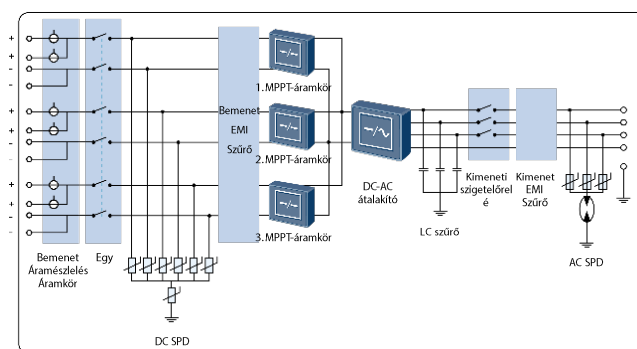 +
+
-
-
+
+
-
-
+
+
-
-
Bemenet
Áramészlelés
Áramkör
Egy
DC SPD
Bemenet
EMI
Szűrő
1.MPPT-áramkör
2.MPPT-áramkör
3.MPPT-áramkör
DC-AC
átalakító
LC szűrő
Kimeneti
szigetelőrel
é
Kimenet
EMI
Szűrő
AC SPD